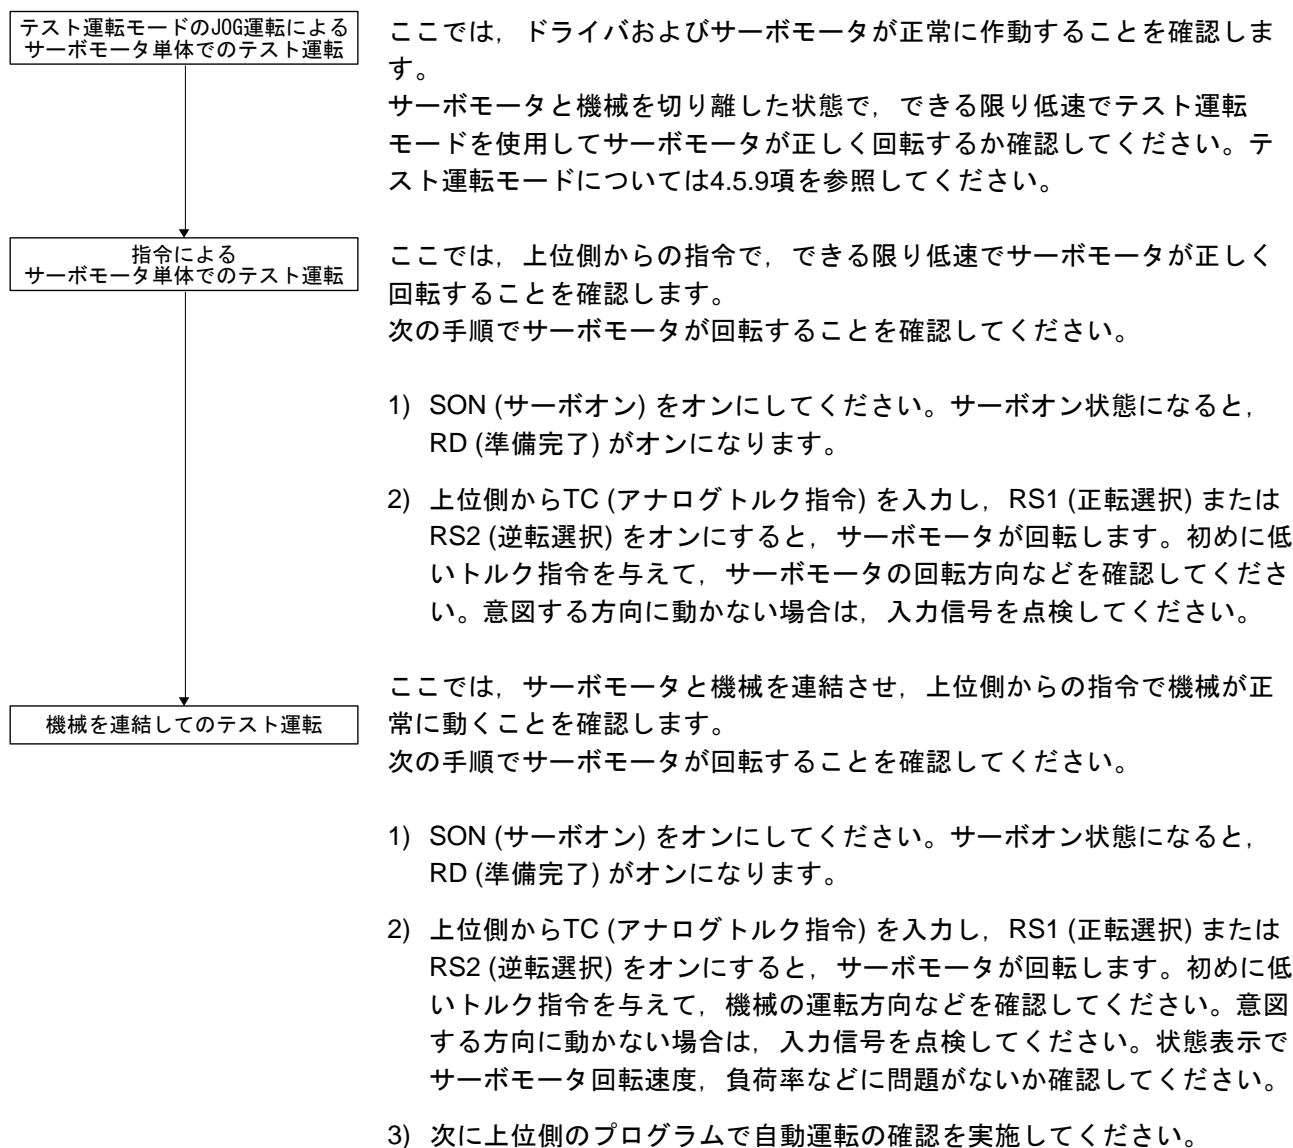 テスト運転モードのJOG運転による
サーボモータ単体でのテスト運転
ここでは，ドライバおよびサーボモータが正常に作動することを確認しま
す。
サーボモータと機械を切り離した状態で，できる限り低速でテスト運転
モードを使用してサーボモータが正しく回転するか確認してください。テ
スト運転モードについては4.5.9項を参照してください。
指令による
サーボモータ単体でのテスト運転
ここでは，上位側からの指令で，できる限り低速でサーボモータが正しく
回転することを確認します。
次の手順でサーボモータが回転することを確認してください。
1) SON (サーボオン) をオンにしてください。サーボオン状態になると，
RD (準備完了) がオンになります。
2) 上位側からTC (アナログトルク指令) を入力し，RS1 (正転選択) または
RS2 (逆転選択) をオンにすると，サーボモータが回転します。初めに低
いトルク指令を与えて，サーボモータの回転方向などを確認してくださ
い。意図する方向に動かない場合は，入力信号を点検してください。
機械を連結してのテスト運転
ここでは，サーボモータと機械を連結させ，上位側からの指令で機械が正
常に動くことを確認します。
次の手順でサーボモータが回転することを確認してください。
1) SON (サーボオン) をオンにしてください。サーボオン状態になると，
RD (準備完了) がオンになります。
2) 上位側からTC (アナログトルク指令) を入力し，RS1 (正転選択) または
RS2 (逆転選択) をオンにすると，サーボモータが回転します。初めに低
いトルク指令を与えて，機械の運転方向などを確認してください。意図
する方向に動かない場合は，入力信号を点検してください。状態表示で
サーボモータ回転速度，負荷率などに問題がないか確認してください。
3) 次に上位側のプログラムで自動運転の確認を実施してください。